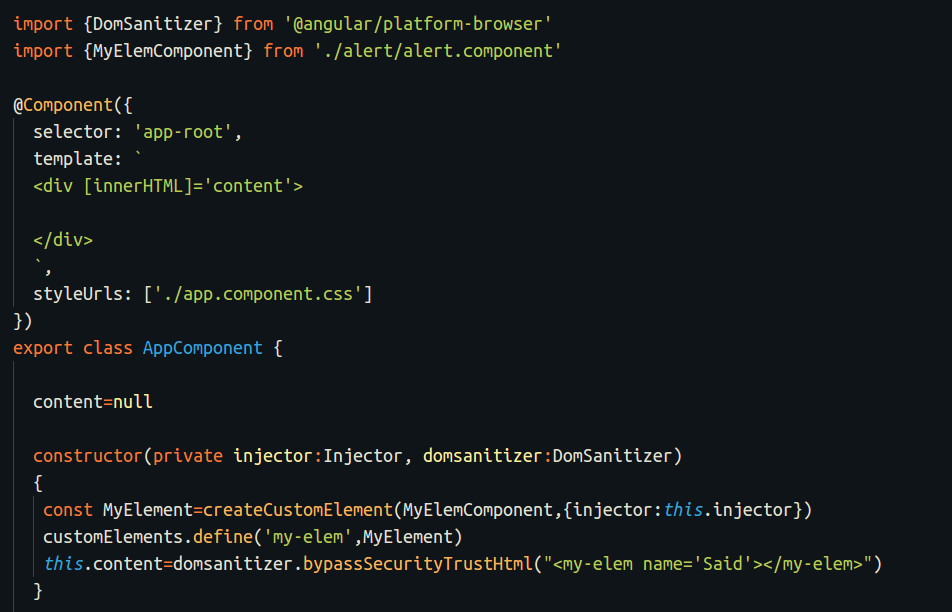 import {DomSanitizer} from '@angular/platform-browser'
import {MyElemComponent} from './alert/alert.component'
@Component({
selector: 'app-root',
template: `
<div [innerHTML]='content'>
</div>
`,
styleUrls: ['./app.component.css']
})
export class AppComponent {
content=null
constructor(private injector:Injector, domsanitizer:DomSanitizer)
{
const MyElement=createCustomElement(MyElemComponent,{injector:this.injector})
customElements.define('my-elem',MyElement)
this.content=domsanitizer.bypassSecurityTrustHtml("<my-elem name='Said'></my-elem>")
}